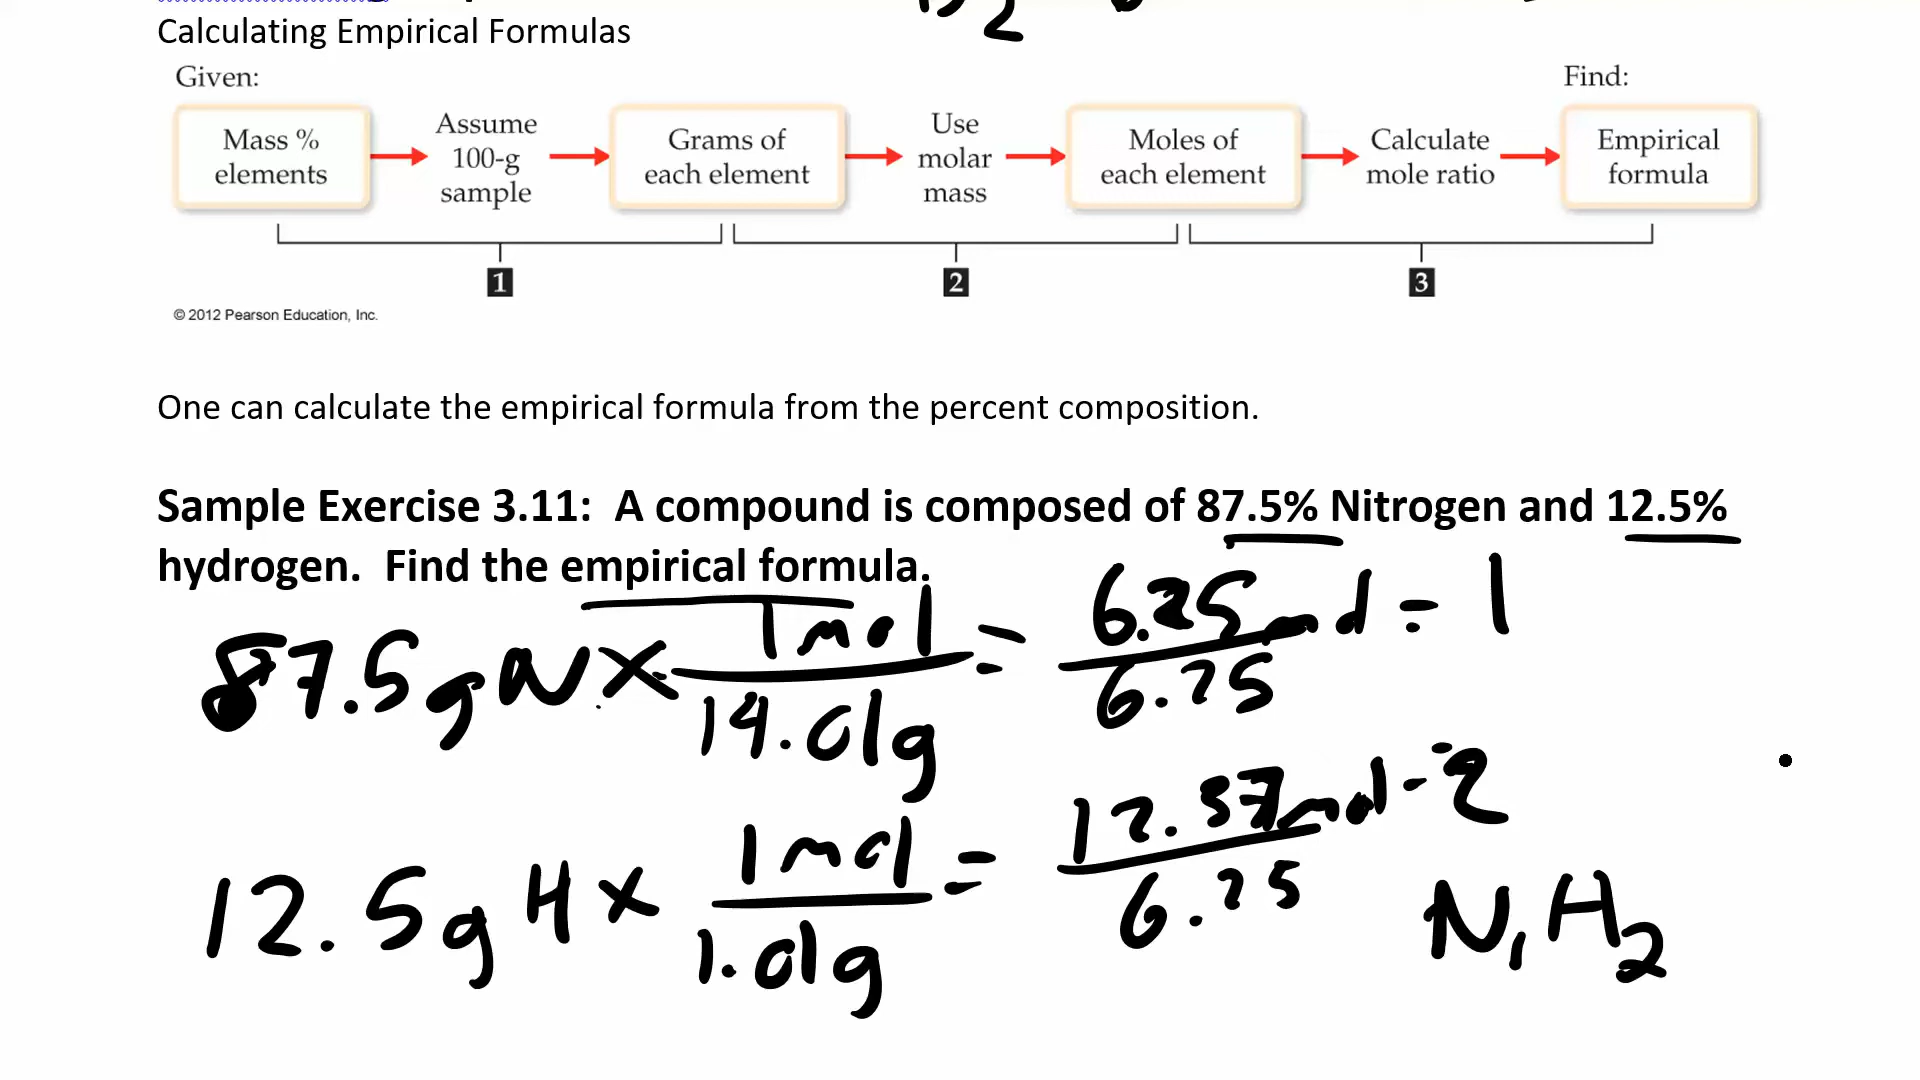 Calculating Empirical Formulas
Given:
Find:
Mass % elements
Assume 100-g sample
Grams of each element
Use molar mass
Moles of each element
Calculate mole ratio
Empirical formula
1
2
3
© 2012 Pearson Education, Inc.
One can calculate the empirical formula from the percent composition.
Sample Exercise 3.11: A compound is composed of 87.5% Nitrogen and 12.5%
hydrogen. Find the empirical formula.
87.5g N x 1mol / 14.01g = 6.25mol / 6.25 = 1
12.5g H x 1mol / 1.01g = 12.37mol / 6.25 = 2
N1H2